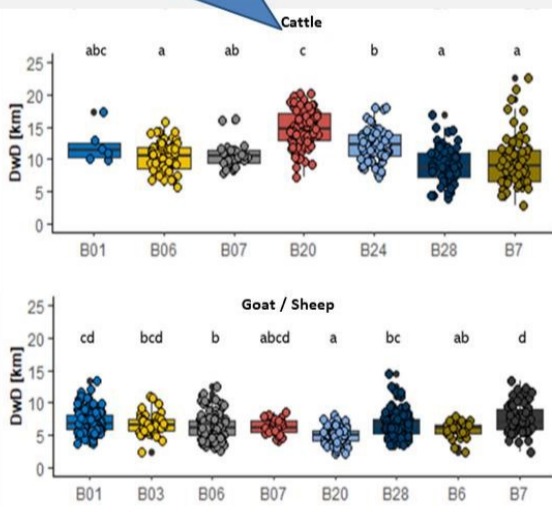 Cattle
abc a ab c b a a
25
20
15
10
5
0
DwD [km]
B01 B06 B07 B20 B24 B28 B7
Goat / Sheep
cd bcd b abcd a bc ab d
25
20
15
10
5
0
DwD [km]
B01 B03 B06 B07 B20 B28 B6 B7